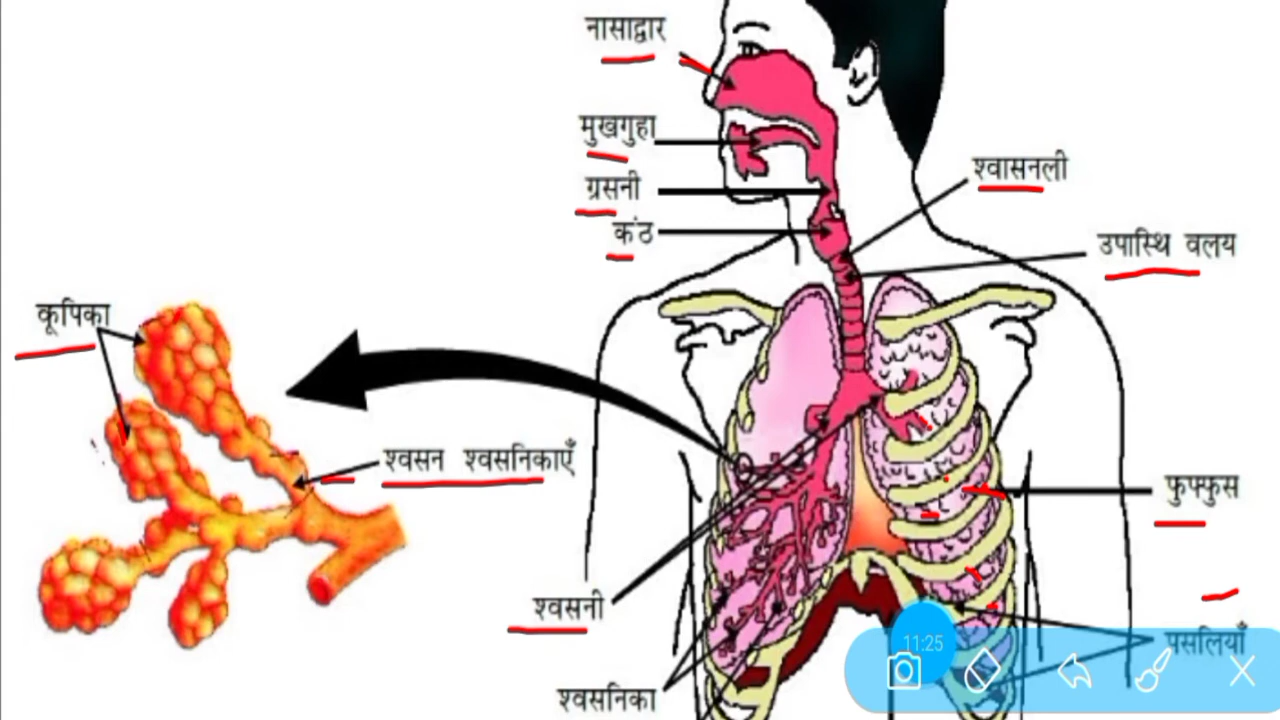 नासाद्वार
मुखगुहा
ग्रसनी
कंठ
श्वासनली
उपास्थि वलय
कूपिका
श्वसन श्वसनिकाएँ
फुफ्फुस
श्वसनी
11:25
पसलियाँ
श्वसनिका